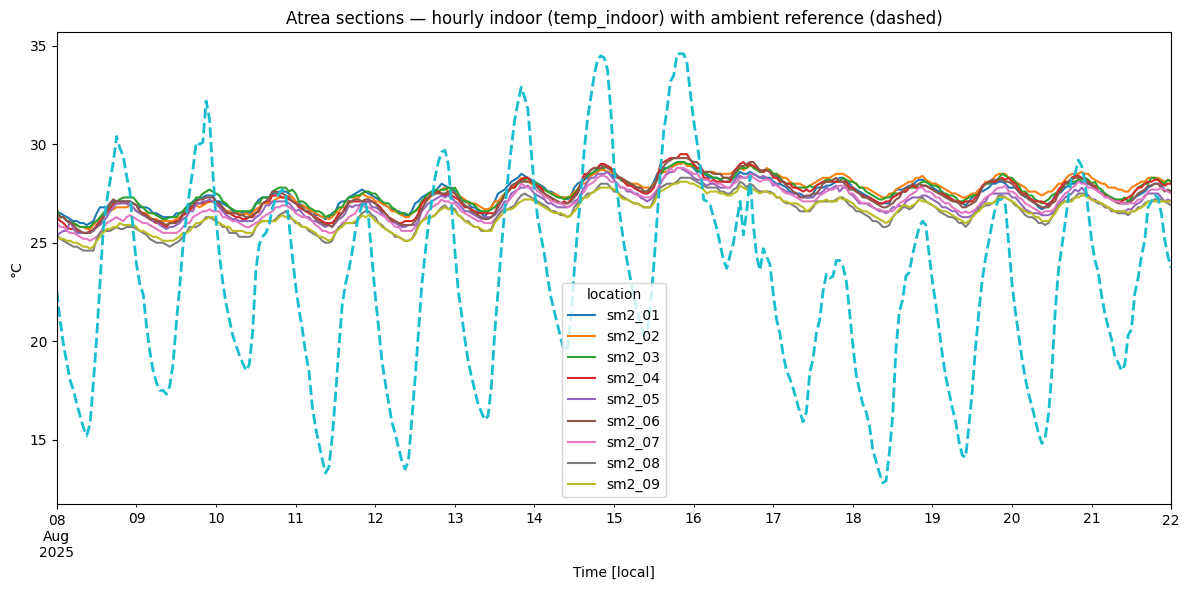 Atrea sections — hourly indoor (temp_indoor) with ambient reference (dashed)
35
30
25
20
15
°C
location
sm2_01
sm2_02
sm2_03
sm2_04
sm2_05
sm2_06
sm2_07
sm2_08
sm2_09
08 09 10 11 12 13 14 15 16 17 18 19 20 21 22
Aug
2025
Time [local]